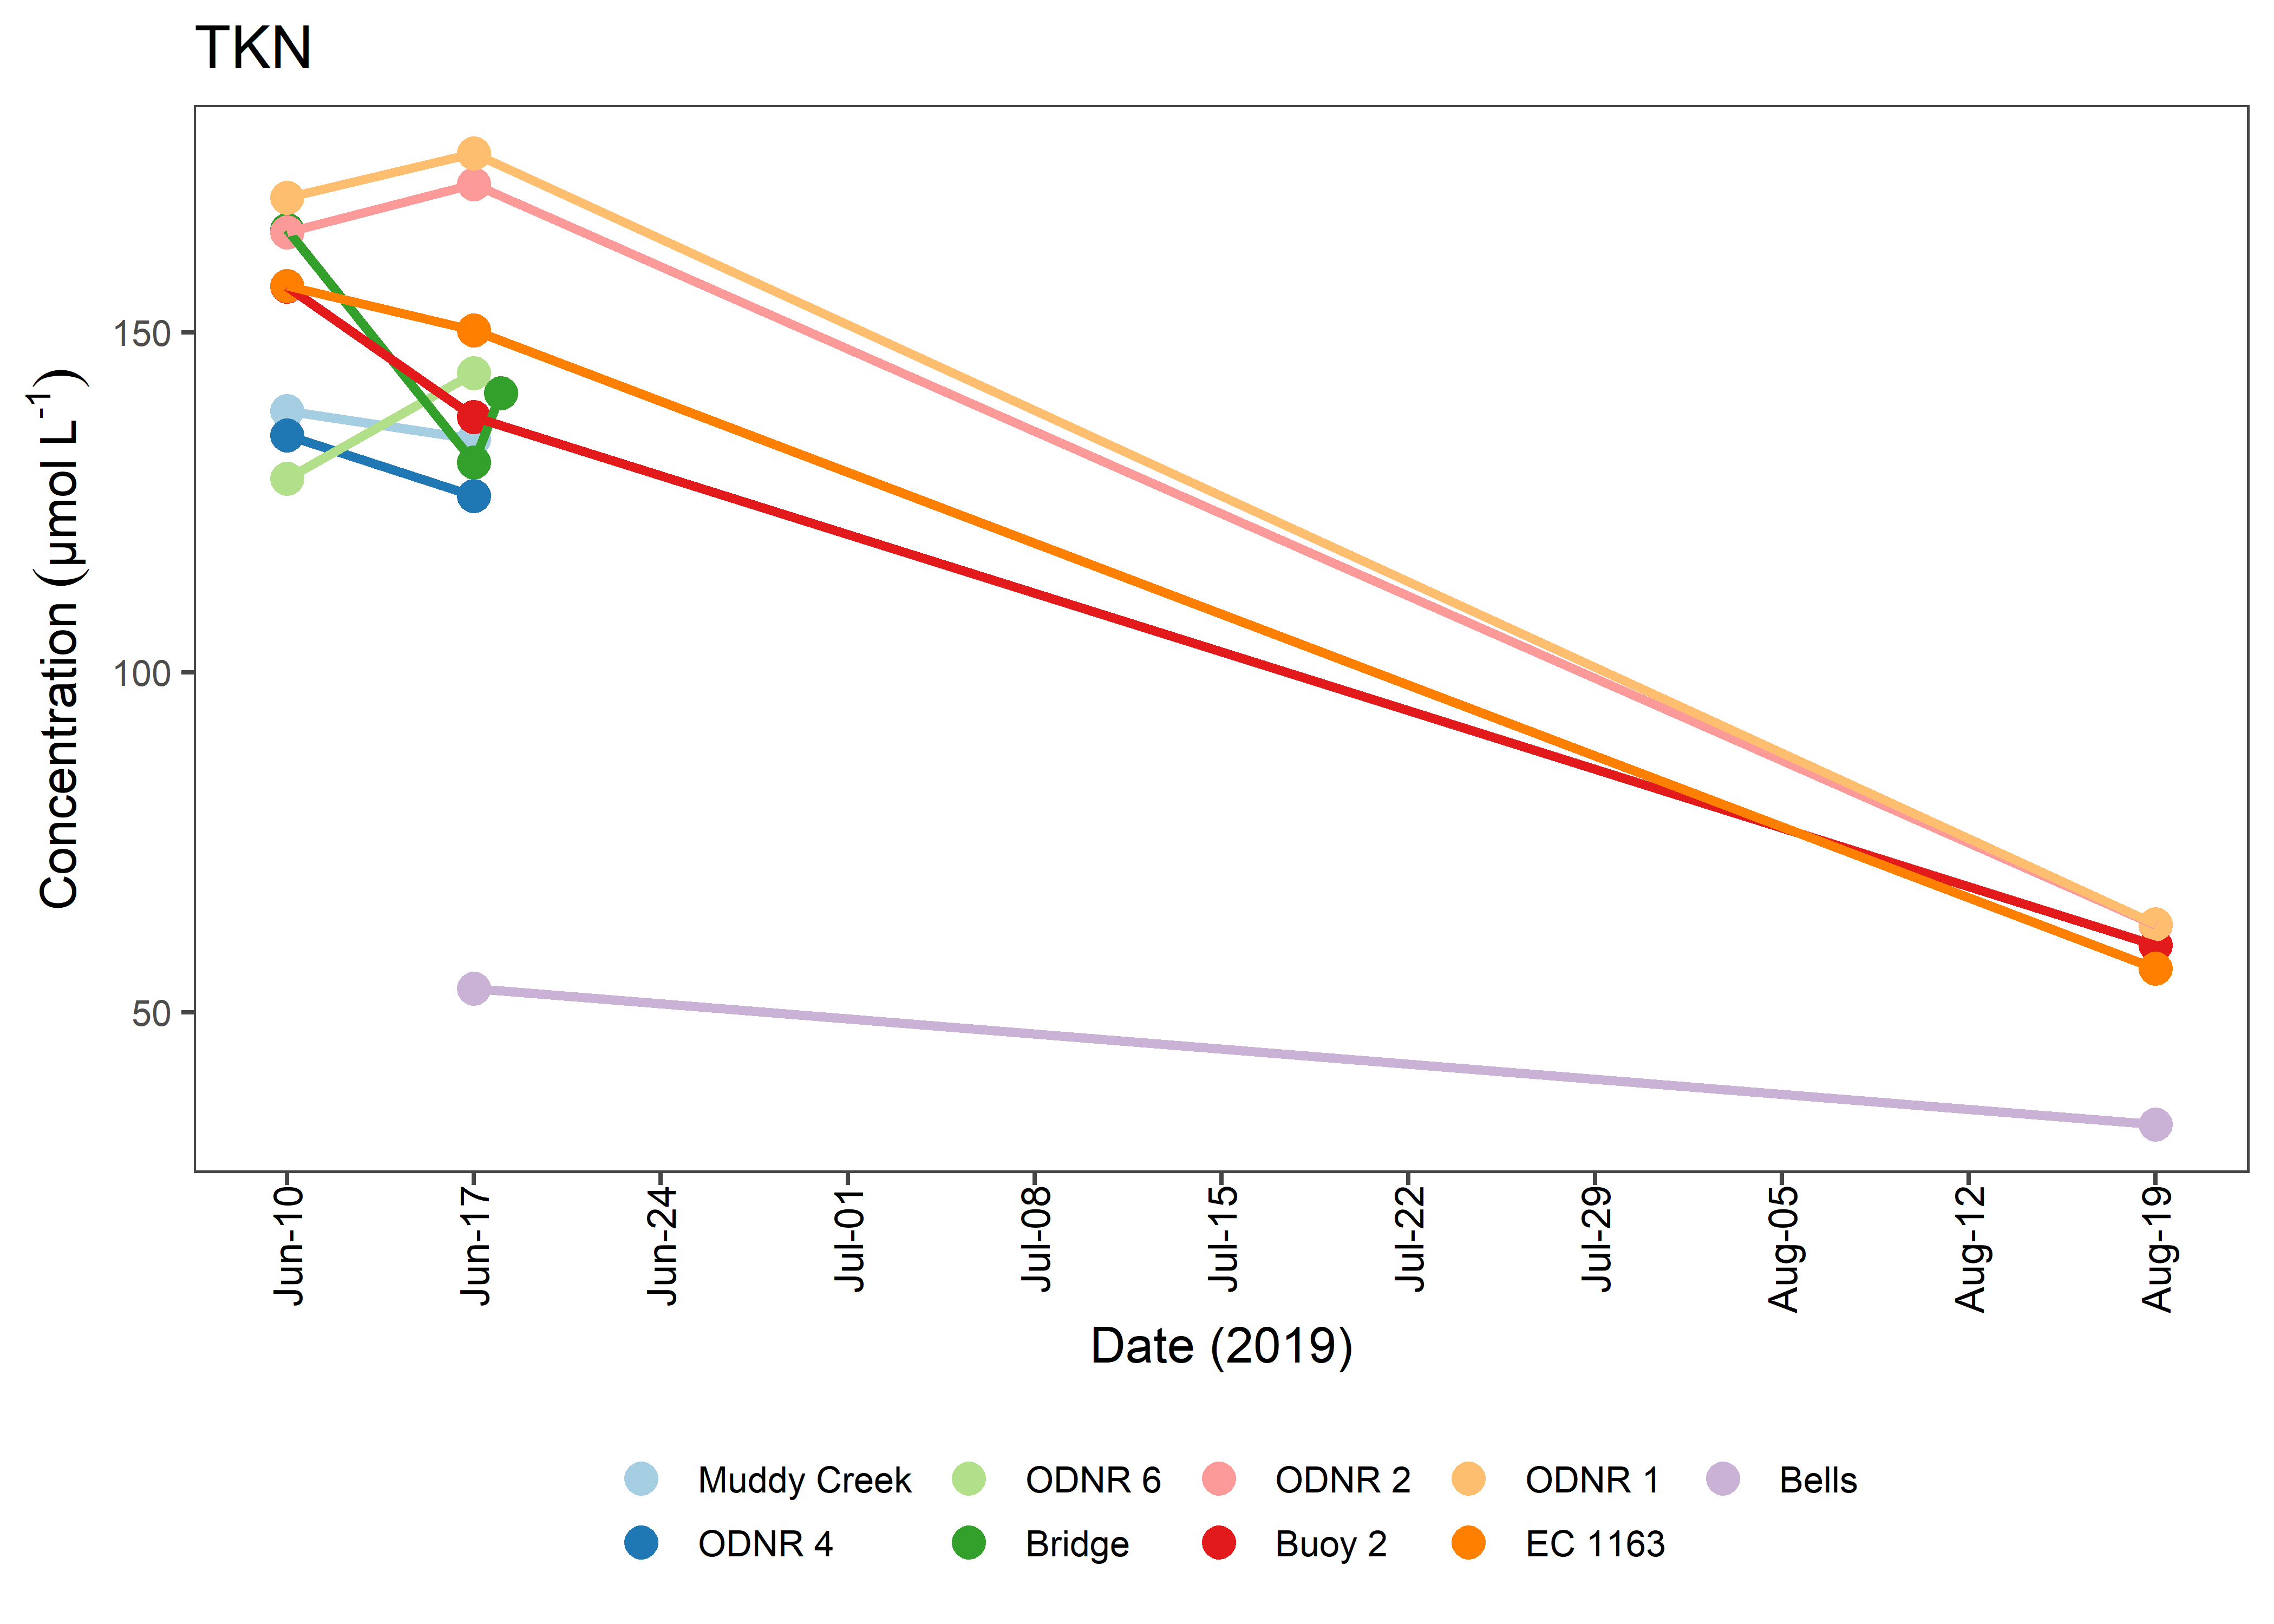 TKN
Concentration (µmol L⁻¹)
150
100
50
Jun-10
Jun-17
Jun-24
Jul-01
Jul-08
Jul-15
Jul-22
Jul-29
Aug-05
Aug-12
Aug-19
Date (2019)
Muddy Creek ODNR 6 ODNR 2 ODNR 1 Bells
ODNR 4 Bridge Buoy 2 EC 1163